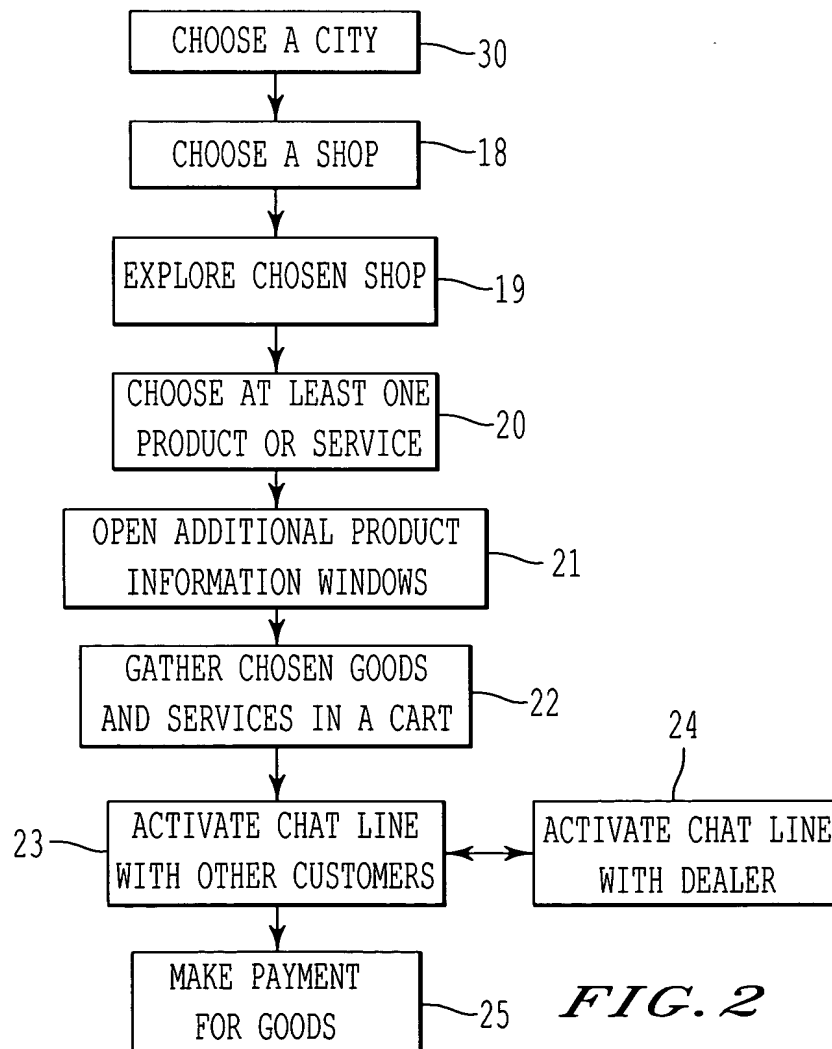 CHOOSE A CITY
30
CHOOSE A SHOP
18
EXPLORE CHOSEN SHOP
19
CHOOSE AT LEAST ONE
PRODUCT OR SERVICE
20
OPEN ADDITIONAL PRODUCT
INFORMATION WINDOWS
21
GATHER CHOSEN GOODS
AND SERVICES IN A CART
22
23
ACTIVATE CHAT LINE
WITH OTHER CUSTOMERS
24
ACTIVATE CHAT LINE
WITH DEALER
MAKE PAYMENT
FOR GOODS
25
FIG. 2